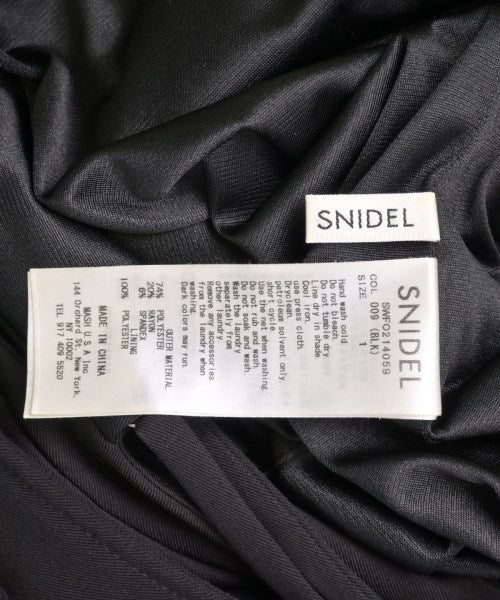 SNIDEL
SNIDEL
SWFO214059
COL 009 (BLK)
SIZE 1
Hand wash cold.
Do not bleach.
Do not tumble dry
Line dry in shade
Cool iron.
use press cloth.
Dryclean.
petroleum solvent only
short cycle
Use the net when washing
Do not rub and wash
Do not soak and wash.
Wash the laundry
separately from
other laundry.
Remove accessories
from the laundry when
washing.
Dark colors may run.
OUTER MATERIAL
74% POLYESTER
20% RAYON
6% SPANDEX
LINING
100% POLYESTER
MADE IN CHINA
MASH U S A Inc.
144 Orchard St. New York.
NY. 10002
TEL 917 409 5520